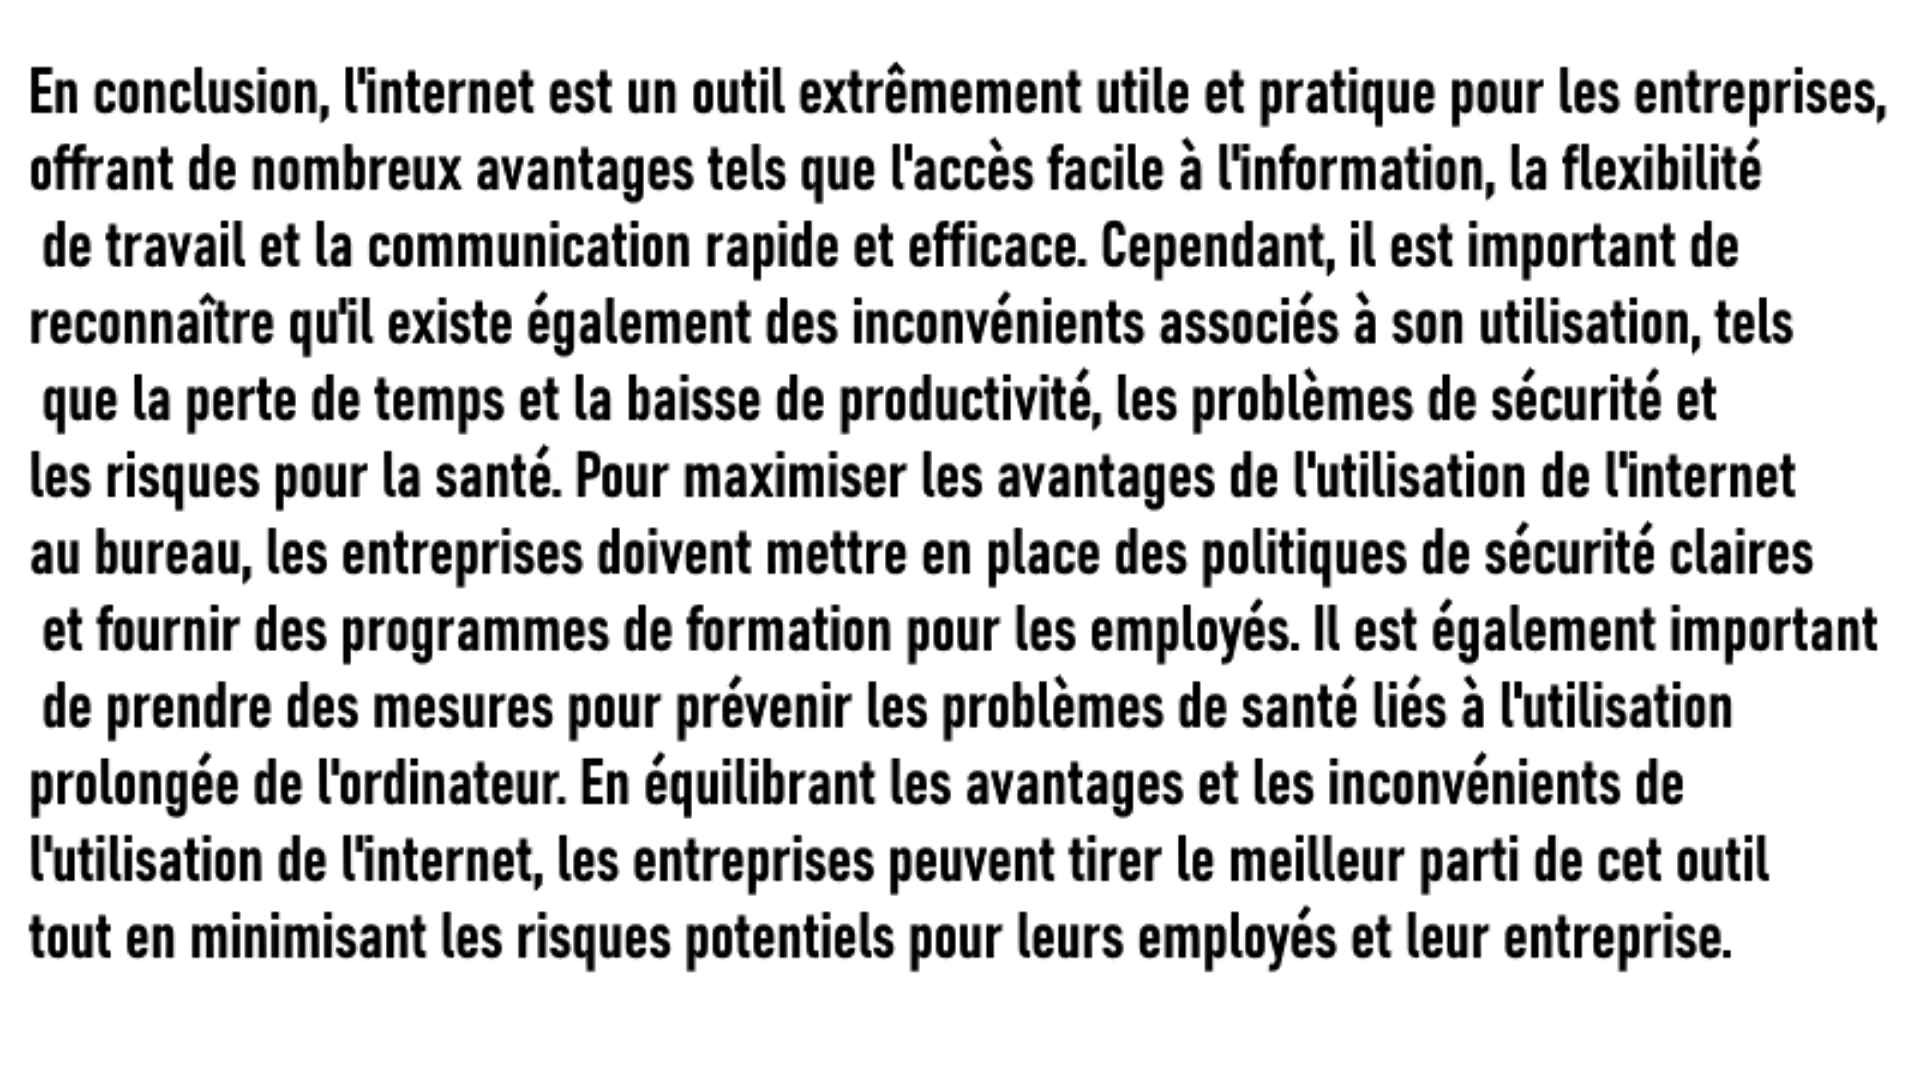 En conclusion, l'internet est un outil extrêmement utile et pratique pour les entreprises,
offrant de nombreux avantages tels que l'accès facile à l'information, la flexibilité
de travail et la communication rapide et efficace. Cependant, il est important de
reconnaître qu'il existe également des inconvénients associés à son utilisation, tels
que la perte de temps et la baisse de productivité, les problèmes de sécurité et
les risques pour la santé. Pour maximiser les avantages de l'utilisation de l'internet
au bureau, les entreprises doivent mettre en place des politiques de sécurité claires
et fournir des programmes de formation pour les employés. Il est également important
de prendre des mesures pour prévenir les problèmes de santé liés à l'utilisation
prolongée de l'ordinateur. En équilibrant les avantages et les inconvénients de
l'utilisation de l'internet, les entreprises peuvent tirer le meilleur parti de cet outil
tout en minimisant les risques potentiels pour leurs employés et leur entreprise.